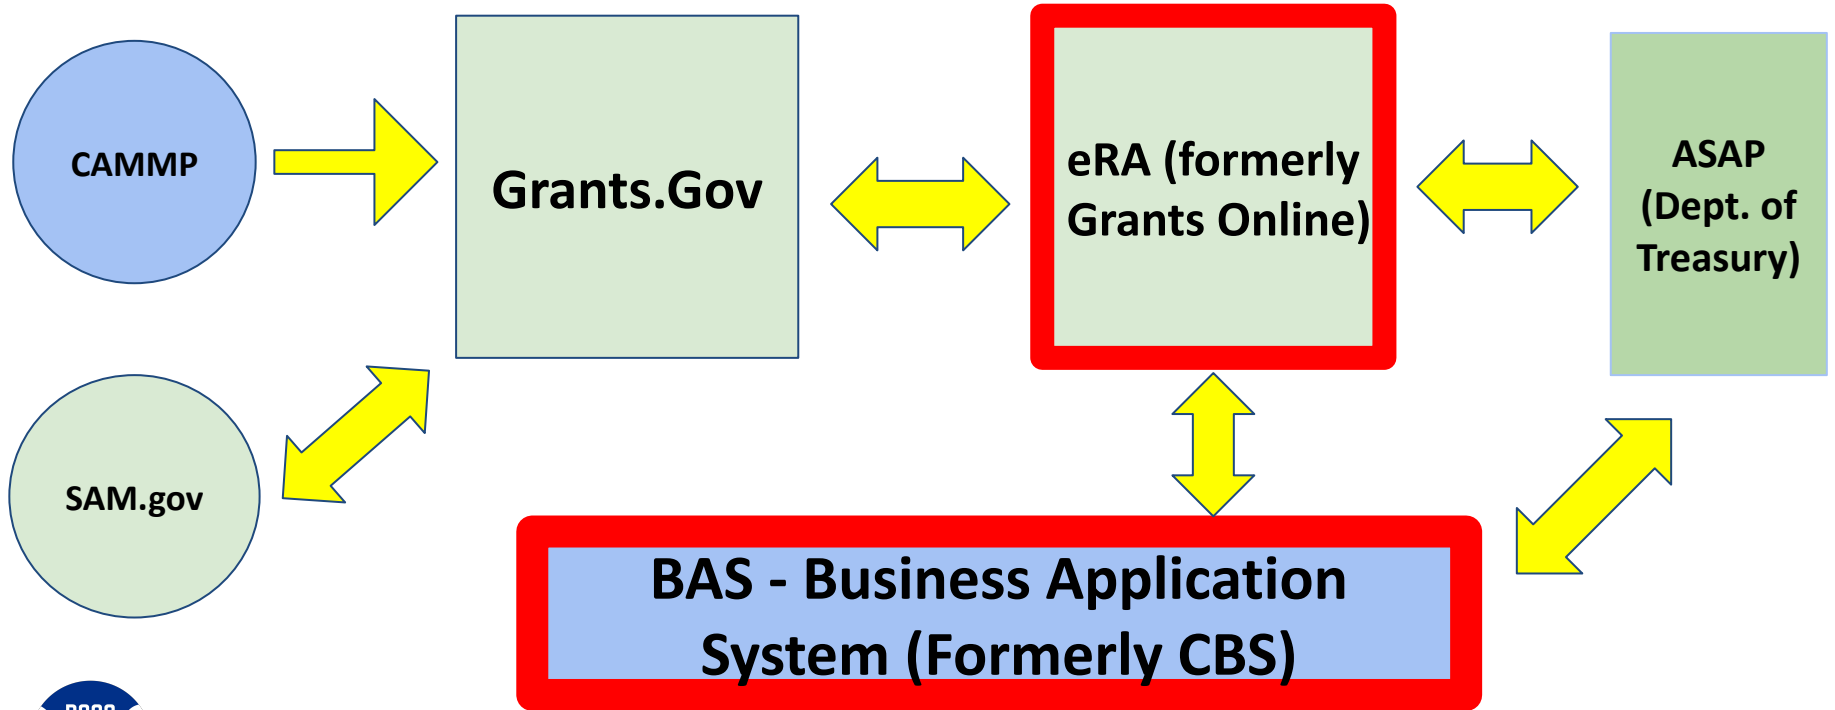 CAMMP
Grants.Gov
eRA (formerly
Grants Online)
ASAP
(Dept. of
Treasury)
SAM.gov
BAS - Business Application
System (Formerly CBS)